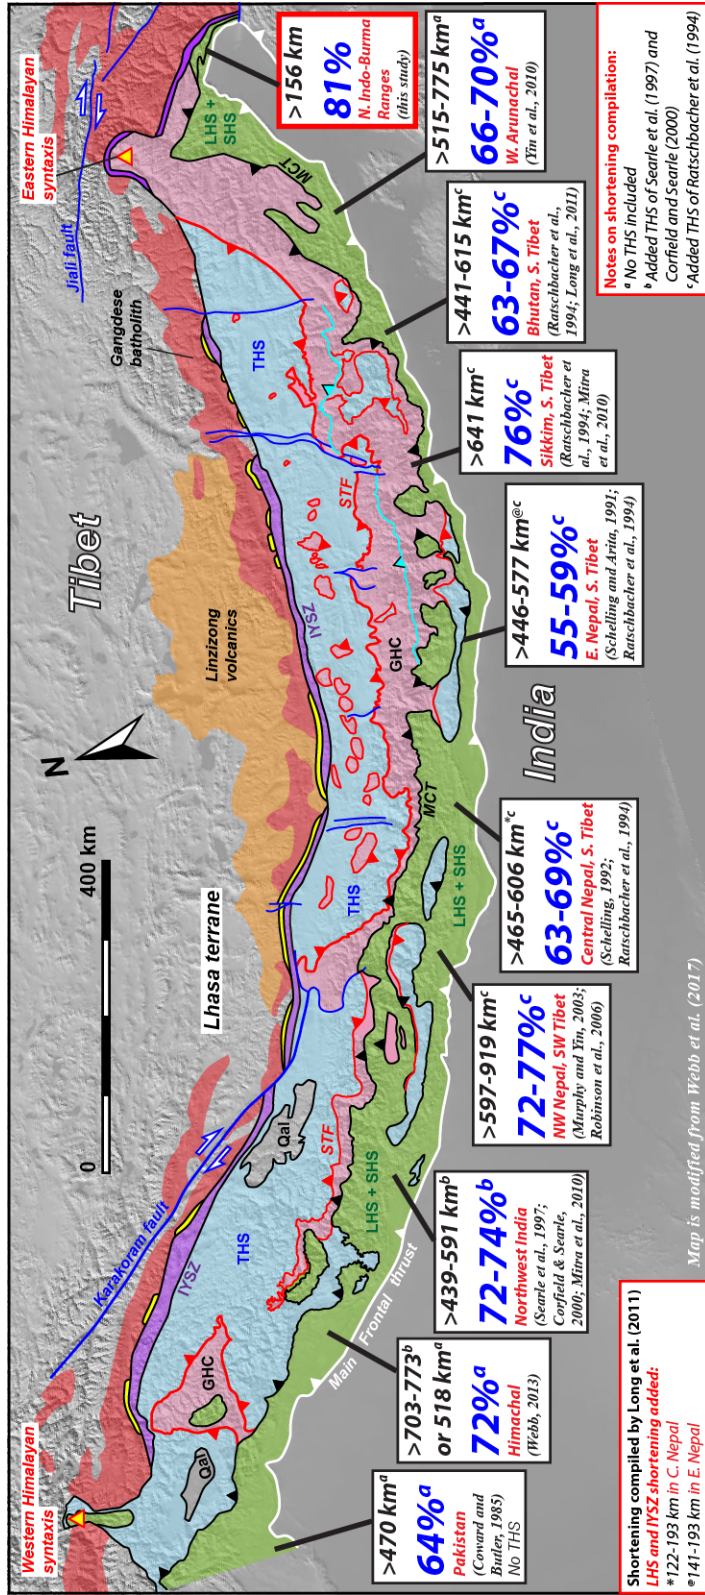 Western Himalayan
syntaxis
Karakoram fault
IYSZ
Qal
GHC
THS
Qal
STF
LHS + SHS
Main Frontal thrust
0
400 km
N
Lhasa terrane
Tibet
Linzizong
volcanics
Gangdese
batholith
Jiali fault
Eastern Himalayan
syntaxis
THS
IYSZ
THS
STF
GHC
MCT
LHS + SHS
India
LHS +
SHS
MCT
>470 kmᵃ
64%ᵃ
Pakistan
(Coward and
Butler, 1985)
No THS
>703-773ᵇ
or 518 kmᵃ
72%ᵃ
Himachal
(Webb, 2013)
>439-591 kmᵇ
72-74%ᵇ
Northwest India
(Searle et al., 1997;
Corfield & Searle,
2000; Mitra et al., 2010)
>597-919 kmᶜ
72-77%ᶜ
NW Nepal, SW Tibet
(Murphy and Yin, 2003;
Robinson et al., 2006)
>465-606 km*ᶜ
63-69%ᶜ
Central Nepal, S. Tibet
(Schelling, 1992;
Ratschbacher et al., 1994)
>446-577 km@ᶜ
55-59%ᶜ
E. Nepal, S. Tibet
(Schelling and Arita, 1991;
Ratschbacher et al., 1994)
>641 kmᶜ
76%ᶜ
Sikkim, S. Tibet
(Ratschbacher et
al., 1994; Mitra
et al., 2010)
>441-615 kmᶜ
63-67%ᶜ
Bhutan, S. Tibet
(Ratschbacher et al.,
1994; Long et al., 2011)
>515-775 kmᵃ
66-70%ᵃ
W. Arunachal
(Yin et al., 2010)
>156 km
81%
N. Indo-Burma
Ranges
(this study)
Shortening compiled by Long et al. (2011)
LHS and IYSZ shortening added:
*122-193 km in C. Nepal
@141-193 km in E. Nepal
Map is modified from Webb et al. (2017)
Notes on shortening compilation:
ᵃ No THS included
ᵇ Added THS of Searle et al. (1997) and
Corfield and Searle (2000)
ᶜAdded THS of Ratschbacher et al. (1994)